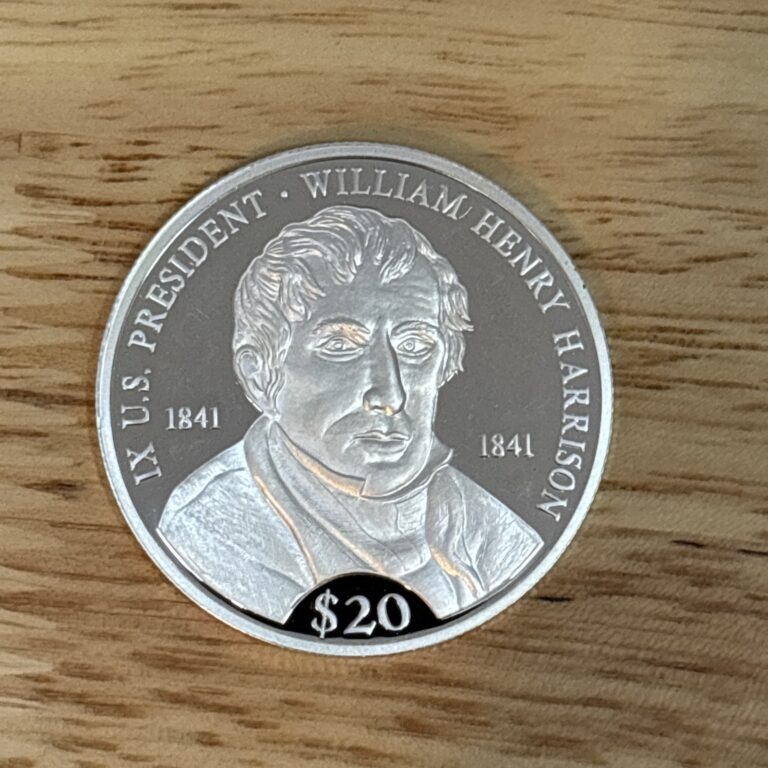 IX U.S. PRESIDENT · WILLIAM HENRY HARRISON
1841
1841
$20